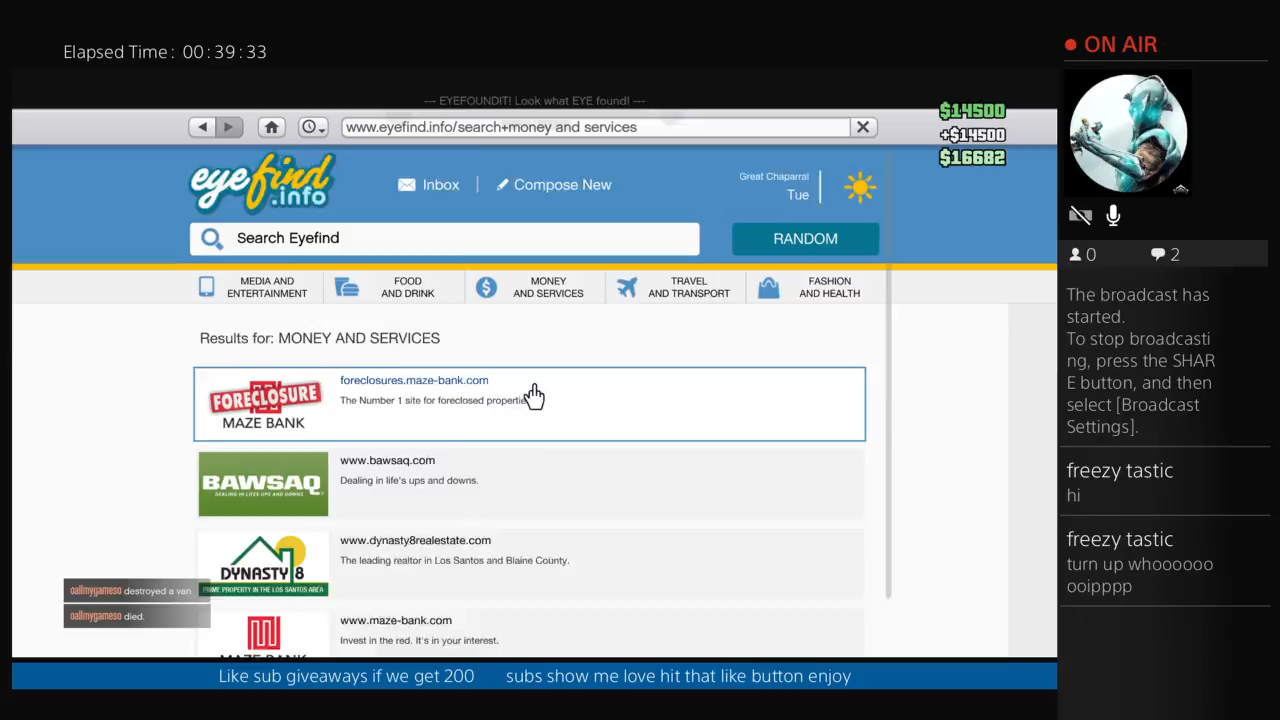 Elapsed Time: 00:39:33
ON AIR
--- EYEFOUNDIT! Look what EYE found! ---
$14500
+$14500
$16682
www.eyefind.info/search+money and services
eyefind.info
Inbox
Compose New
Great Chaparral
Tue
Search Eyefind
RANDOM
MEDIA AND ENTERTAINMENT
FOOD AND DRINK
MONEY AND SERVICES
TRAVEL AND TRANSPORT
FASHION AND HEALTH
Results for: MONEY AND SERVICES
FORECLOSURE
MAZE BANK
foreclosures.maze-bank.com
The Number 1 site for foreclosed
BAWSAQ
DEALING IN LIFE'S UPS AND DOWNS
www.bawsaq.com
Dealing in life's ups and downs.
DYNASTY 8
PRIME PROPERTY IN THE LOS SANTOS AREA
www.dynasty8realestate.com
The leading realtor in Los Santos and Blaine County.
MAZE BANK
www.maze-bank.com
Invest in the red. It's in your interest.
oallmygameso destroyed a van
oallmygameso died.
Like sub giveaways if we get 200 subs show me love hit that like button enjoy
0
2
The broadcast has
started.
To stop broadcasti
ng, press the SHAR
E button, and then
select [Broadcast
Settings].
freezy tastic
hi
freezy tastic
turn up whoooooo
ooipppp